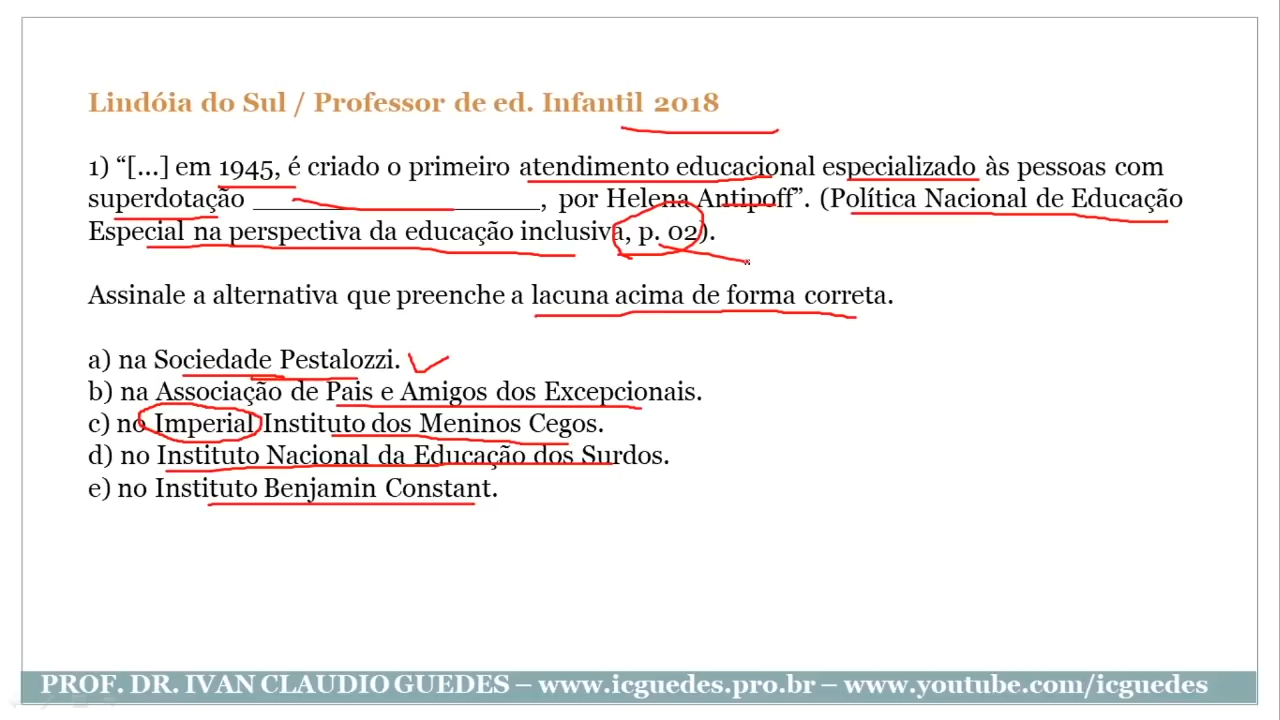 Lindóia do Sul / Professor de ed. Infantil 2018
1) “[...] em 1945, é criado o primeiro atendimento educacional especializado às pessoas com
superdotação ______________________, por Helena Antipoff”. (Política Nacional de Educação
Especial na perspectiva da educação inclusiva, p. 02).
Assinale a alternativa que preenche a lacuna acima de forma correta.
a) na Sociedade Pestalozzi.
b) na Associação de Pais e Amigos dos Excepcionais.
c) no Imperial Instituto dos Meninos Cegos.
d) no Instituto Nacional da Educação dos Surdos.
e) no Instituto Benjamin Constant.
PROF. DR. IVAN CLAUDIO GUEDES – www.icguedes.pro.br – www.youtube.com/icguedes